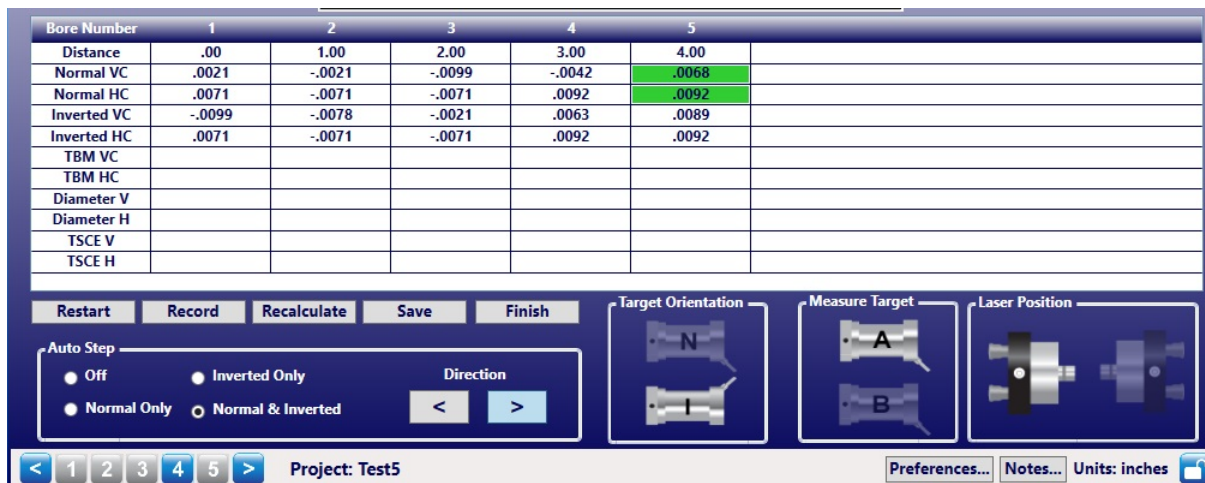 Bore Number 1 2 3 4 5
Distance .00 1.00 2.00 3.00 4.00
Normal VC .0021 -.0021 -.0099 -.0042 .0068
Normal HC .0071 -.0071 -.0071 .0092 .0092
Inverted VC -.0099 -.0078 -.0021 .0063 .0089
Inverted HC .0071 -.0071 -.0071 .0092 .0092
TBM VC
TBM HC
Diameter V
Diameter H
TSCE V
TSCE H
Restart Record Recalculate Save Finish
Target Orientation
Measure Target
Laser Position
N
A
Auto Step
Off Inverted Only Direction
Normal Only Normal & Inverted < >
I
B
< 1 2 3 4 5 > Project: Test5 Preferences... Notes... Units: inches